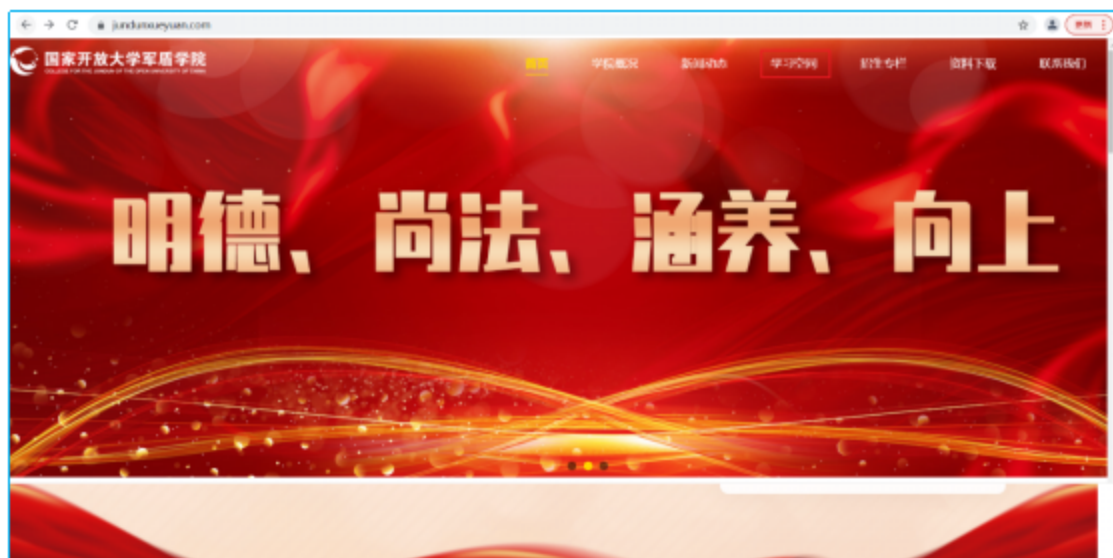 jundunxueyuan.com
国家开放大学军盾学院
首页 学院概况 新闻动态 学习空间 招生专栏 资料下载 联系我们
明德、尚法、涵养、向上